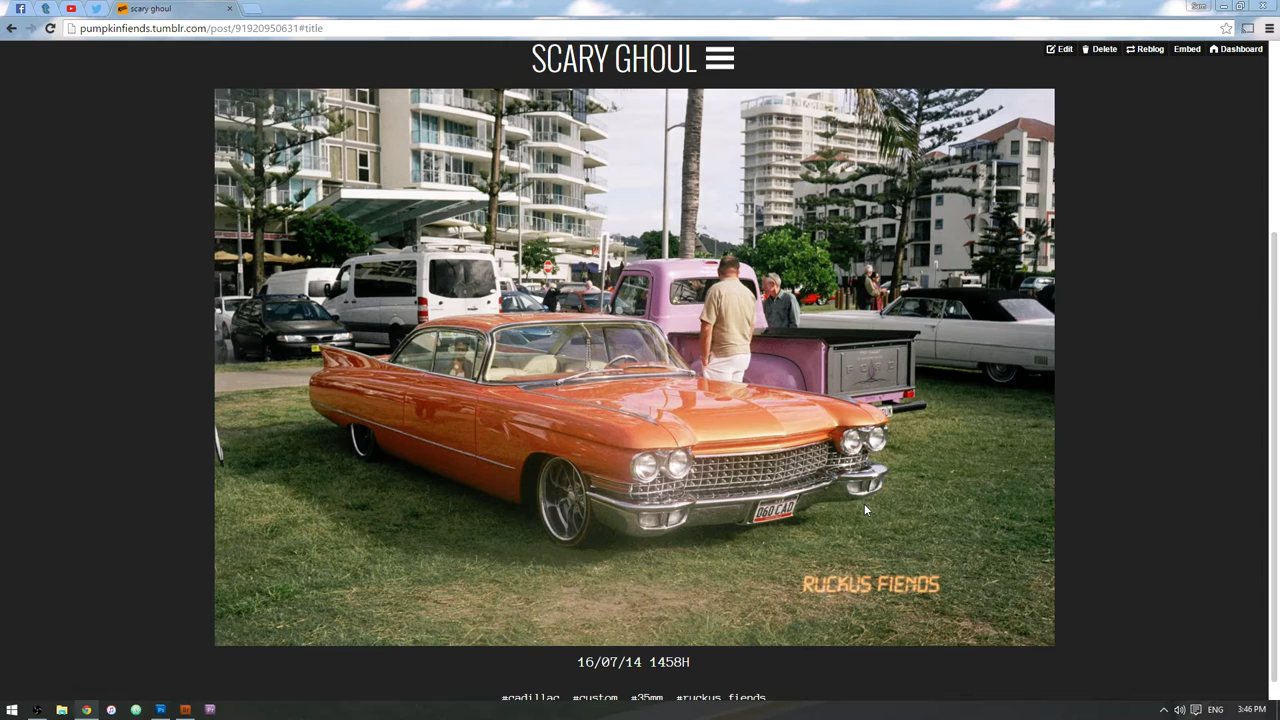 scary ghoul
Sam
pumpkinfiends.tumblr.com/post/91920950631#title
SCARY GHOUL
Edit Delete Reblog Embed Dashboard
060 CAD
RUCKUS FIENDS
16/07/14 1458H
#cadillac #custom #35mm #ruckus fiends
ENG 3:46 PM